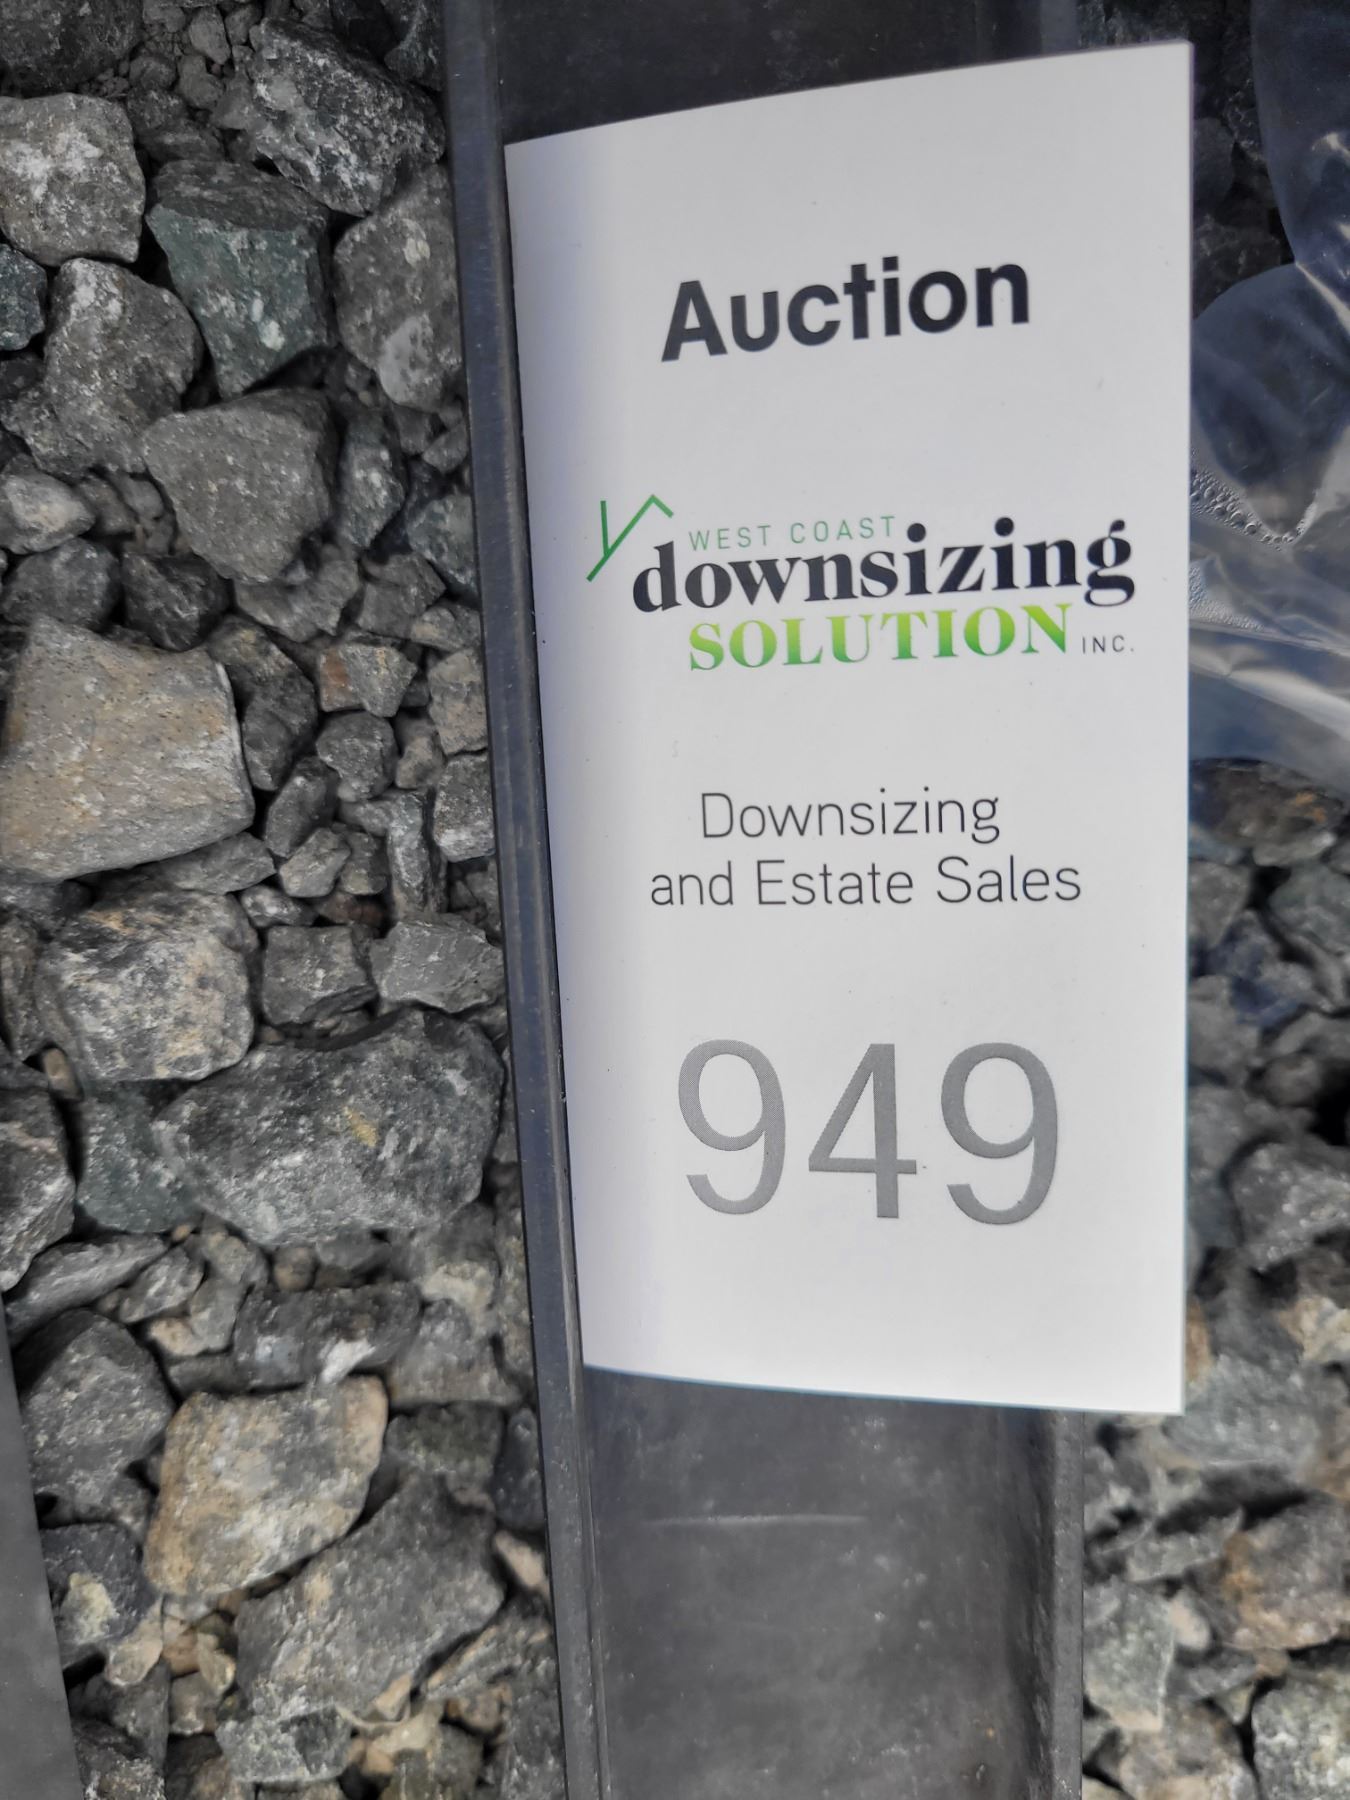 Auction
WEST COAST
downsizing
SOLUTION INC.
Downsizing
and Estate Sales
949